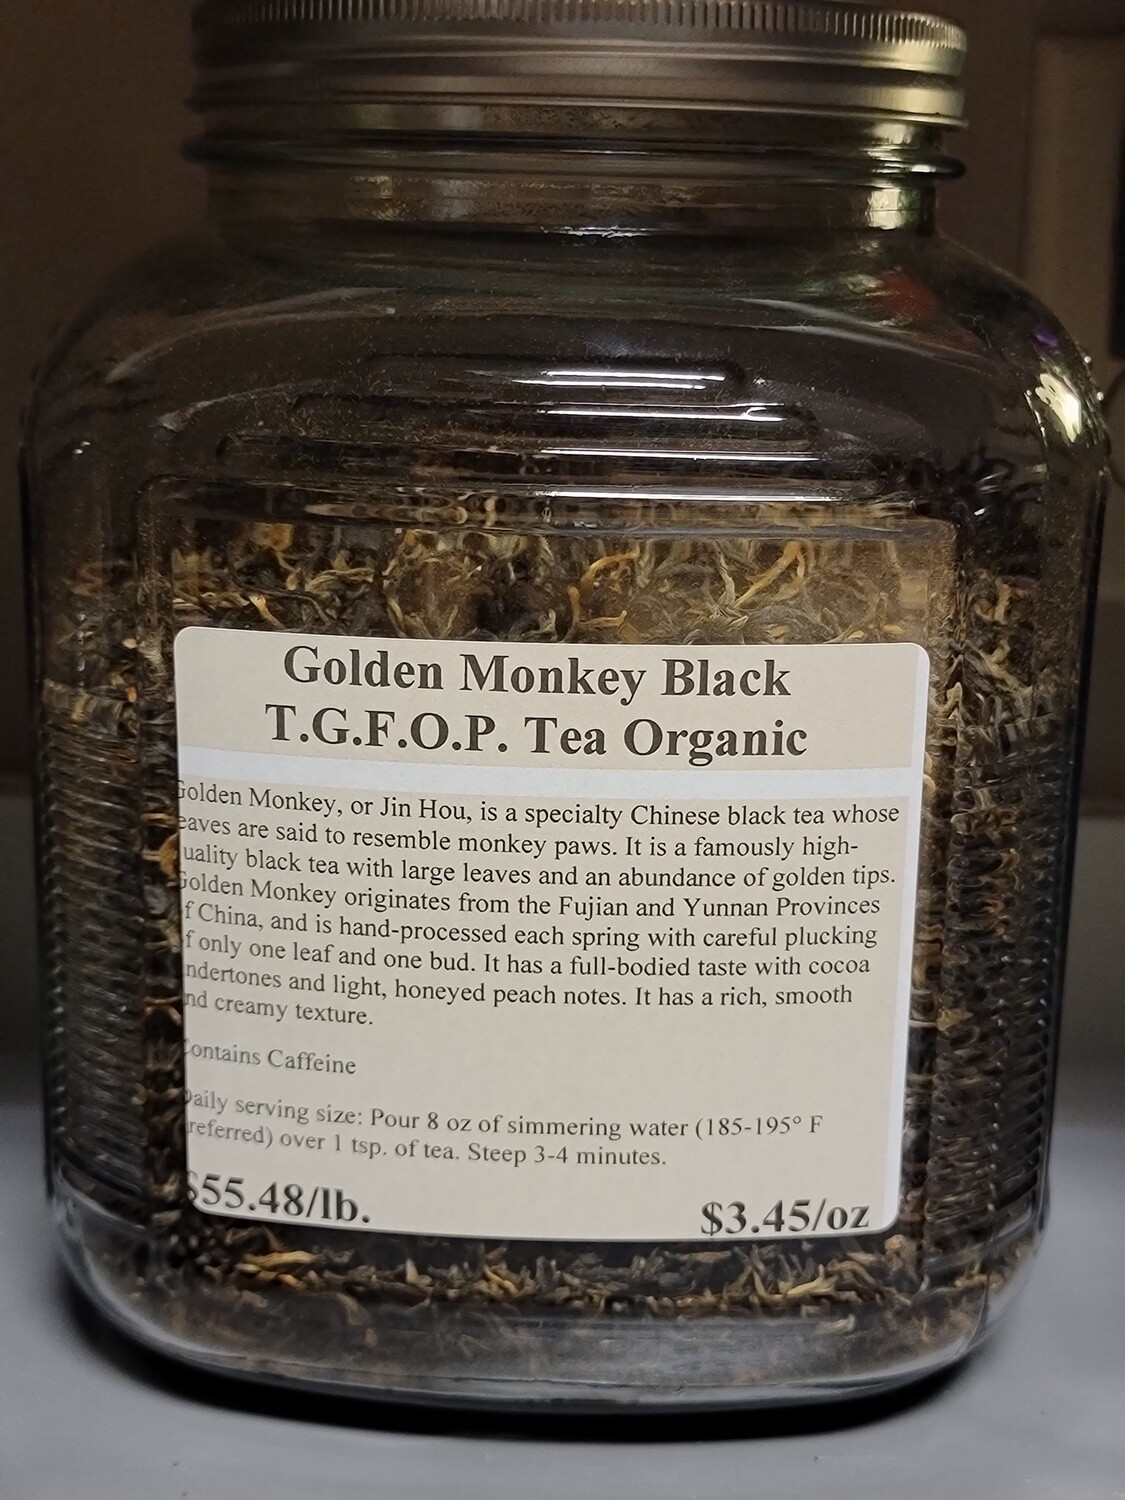 Golden Monkey Black
T.G.F.O.P. Tea Organic
Golden Monkey, or Jin Hou, is a specialty Chinese black tea whose
eaves are said to resemble monkey paws. It is a famously high-
uality black tea with large leaves and an abundance of golden tips.
Golden Monkey originates from the Fujian and Yunnan Provinces
f China, and is hand-processed each spring with careful plucking
f only one leaf and one bud. It has a full-bodied taste with cocoa
ndertones and light, honeyed peach notes. It has a rich, smooth
nd creamy texture.
Contains Caffeine
Daily serving size: Pour 8 oz of simmering water (185-195° F
referred) over 1 tsp. of tea. Steep 3-4 minutes.
$55.48/lb.
$3.45/oz